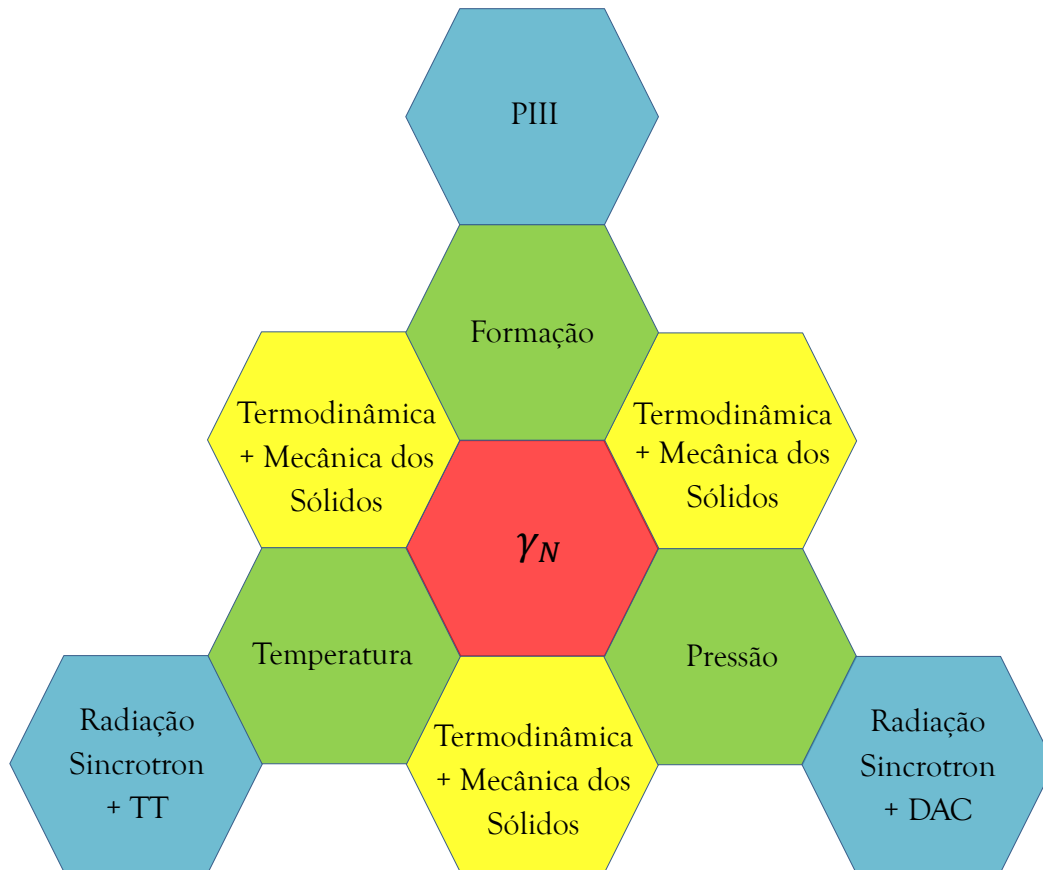 PIII
Formação
Termodinâmica
+ Mecânica dos
Sólidos
Termodinâmica
+ Mecânica dos
Sólidos
γN
Temperatura
Pressão
Radiação
Sincrotron
+ TT
Termodinâmica
+ Mecânica dos
Sólidos
Radiação
Sincrotron
+ DAC